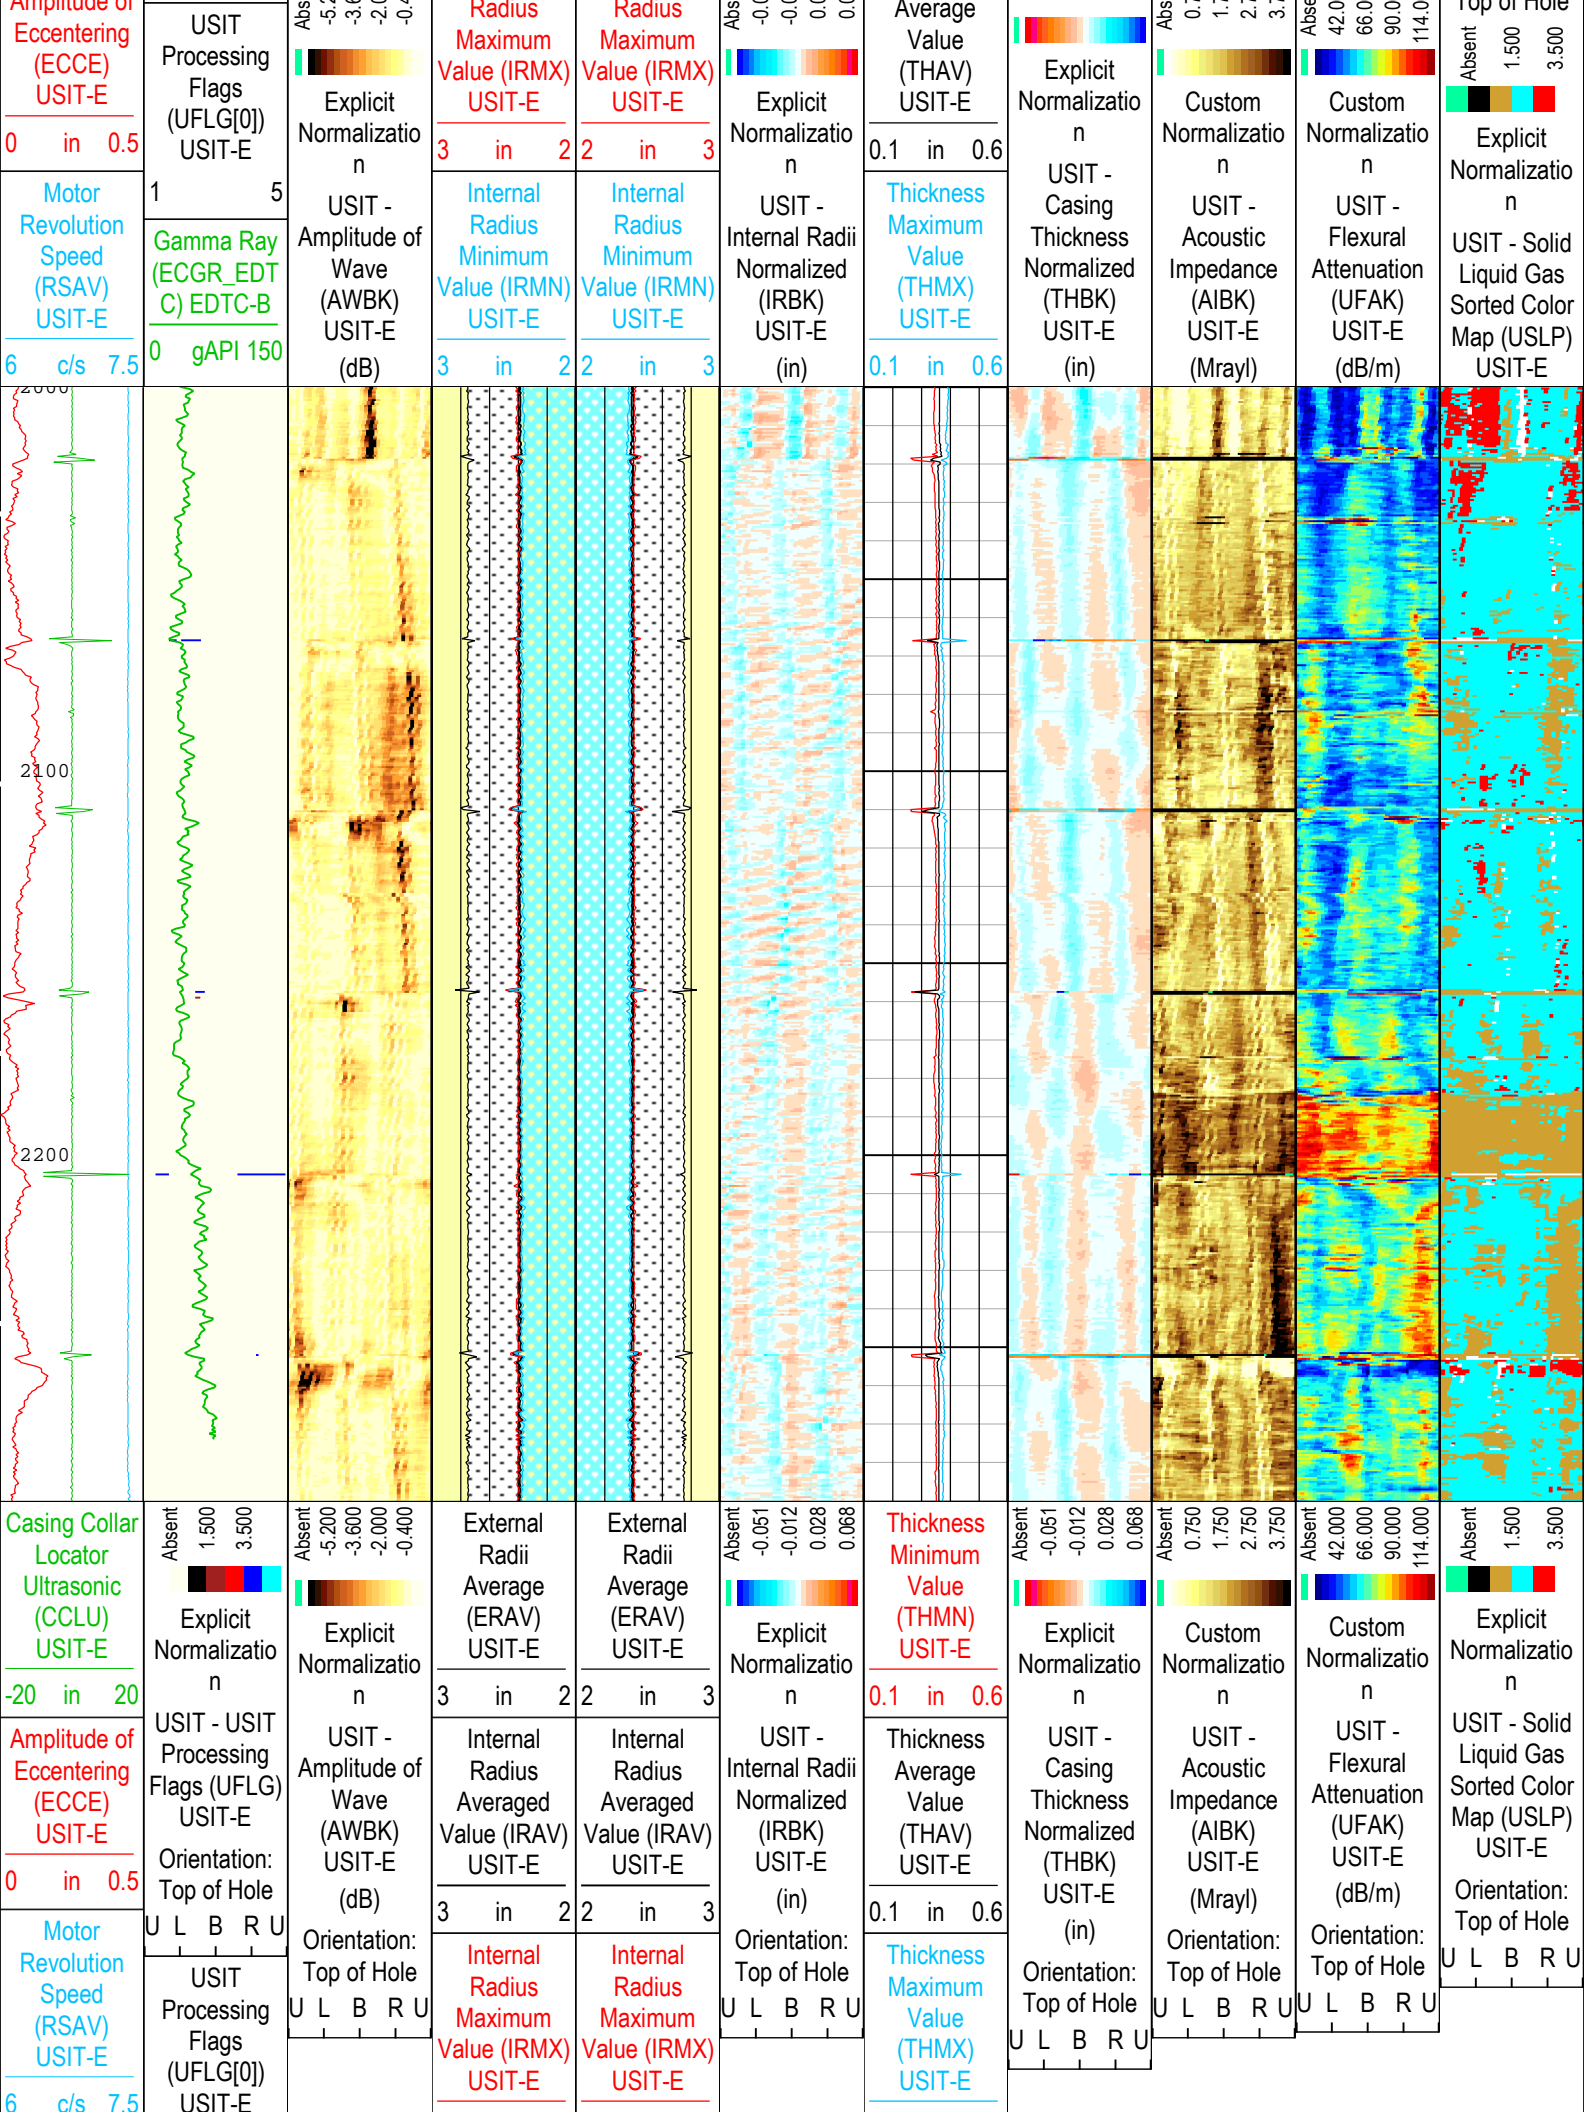 Amplitude of
Eccentering
(ECCE)
USIT-E
0 in 0.5
Motor
Revolution
Speed
(RSAV)
USIT-E
6 c/s 7.5
USIT
Processing
Flags
(UFLG[0])
USIT-E
1 5
Gamma Ray
(ECGR_EDT
C) EDTC-B
0 gAPI 150
Explicit
Normalizatio
n
USIT -
Amplitude of
Wave
(AWBK)
USIT-E
(dB)
Radius
Maximum
Value (IRMX)
USIT-E
3 in 2
Internal
Radius
Minimum
Value (IRMN)
USIT-E
3 in 2
Radius
Maximum
Value (IRMX)
USIT-E
2 in 3
Internal
Radius
Minimum
Value (IRMN)
USIT-E
2 in 3
Explicit
Normalizatio
n
USIT -
Internal Radii
Normalized
(IRBK)
USIT-E
(in)
Average
Value
(THAV)
USIT-E
0.1 in 0.6
Thickness
Maximum
Value
(THMX)
USIT-E
0.1 in 0.6
Explicit
Normalizatio
n
USIT -
Casing
Thickness
Normalized
(THBK)
USIT-E
(in)
Custom
Normalizatio
n
USIT -
Acoustic
Impedance
(AIBK)
USIT-E
(Mrayl)
Custom
Normalizatio
n
USIT -
Flexural
Attenuation
(UFAK)
USIT-E
(dB/m)
Top of Hole
Absent 1.500 3.500
Explicit
Normalizatio
n
USIT - Solid
Liquid Gas
Sorted Color
Map (USLP)
USIT-E
2000
2100
2200
Casing Collar
Locator
Ultrasonic
(CCLU)
USIT-E
-20 in 20
Amplitude of
Eccentering
(ECCE)
USIT-E
0 in 0.5
Motor
Revolution
Speed
(RSAV)
USIT-E
6 c/s 7.5
Absent 1.500 3.500
Explicit
Normalizatio
n
USIT - USIT
Processing
Flags (UFLG)
USIT-E
Orientation:
Top of Hole
U L B R U
USIT
Processing
Flags
(UFLG[0])
USIT-E
Absent -5.200 -3.600 -2.000 -0.400
Explicit
Normalizatio
n
USIT -
Amplitude of
Wave
(AWBK)
USIT-E
(dB)
Orientation:
Top of Hole
U L B R U
External
Radii
Average
(ERAV)
USIT-E
3 in 2
Internal
Radius
Averaged
Value (IRAV)
USIT-E
3 in 2
Internal
Radius
Maximum
Value (IRMX)
USIT-E
External
Radii
Average
(ERAV)
USIT-E
2 in 3
Internal
Radius
Averaged
Value (IRAV)
USIT-E
2 in 3
Internal
Radius
Maximum
Value (IRMX)
USIT-E
Absent -0.051 -0.012 0.028 0.068
Explicit
Normalizatio
n
USIT -
Internal Radii
Normalized
(IRBK)
USIT-E
(in)
Orientation:
Top of Hole
U L B R U
Thickness
Minimum
Value
(THMN)
USIT-E
0.1 in 0.6
Thickness
Average
Value
(THAV)
USIT-E
0.1 in 0.6
Thickness
Maximum
Value
(THMX)
USIT-E
Absent -0.051 -0.012 0.028 0.068
Explicit
Normalizatio
n
USIT -
Casing
Thickness
Normalized
(THBK)
USIT-E
(in)
Orientation:
Top of Hole
U L B R U
Absent 0.750 1.750 2.750 3.750
Custom
Normalizatio
n
USIT -
Acoustic
Impedance
(AIBK)
USIT-E
(Mrayl)
Orientation:
Top of Hole
U L B R U
Absent 42.000 66.000 90.000 114.000
Custom
Normalizatio
n
USIT -
Flexural
Attenuation
(UFAK)
USIT-E
(dB/m)
Orientation:
Top of Hole
U L B R U
Absent 1.500 3.500
Explicit
Normalizatio
n
USIT - Solid
Liquid Gas
Sorted Color
Map (USLP)
USIT-E
Orientation:
Top of Hole
U L B R U